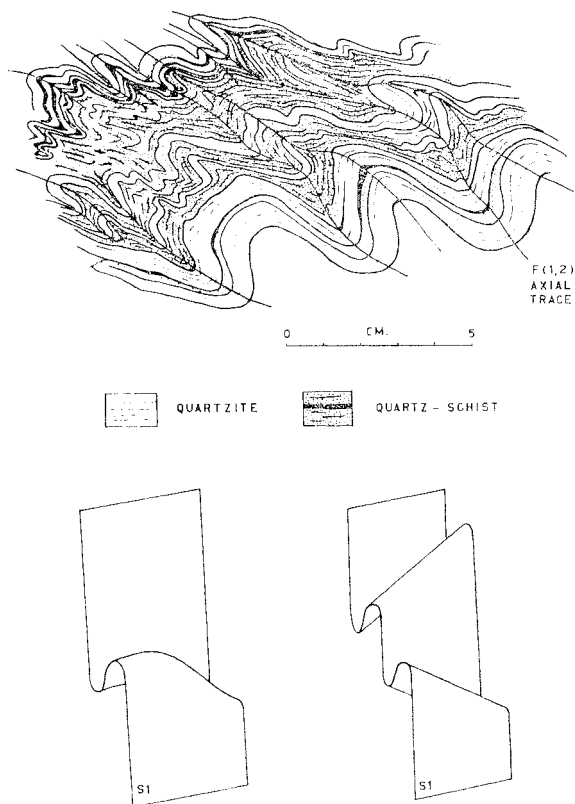 F(1,2)
AXIAL
TRACE
0 CM. 5
QUARTZITE QUARTZ - SCHIST
S1 S1